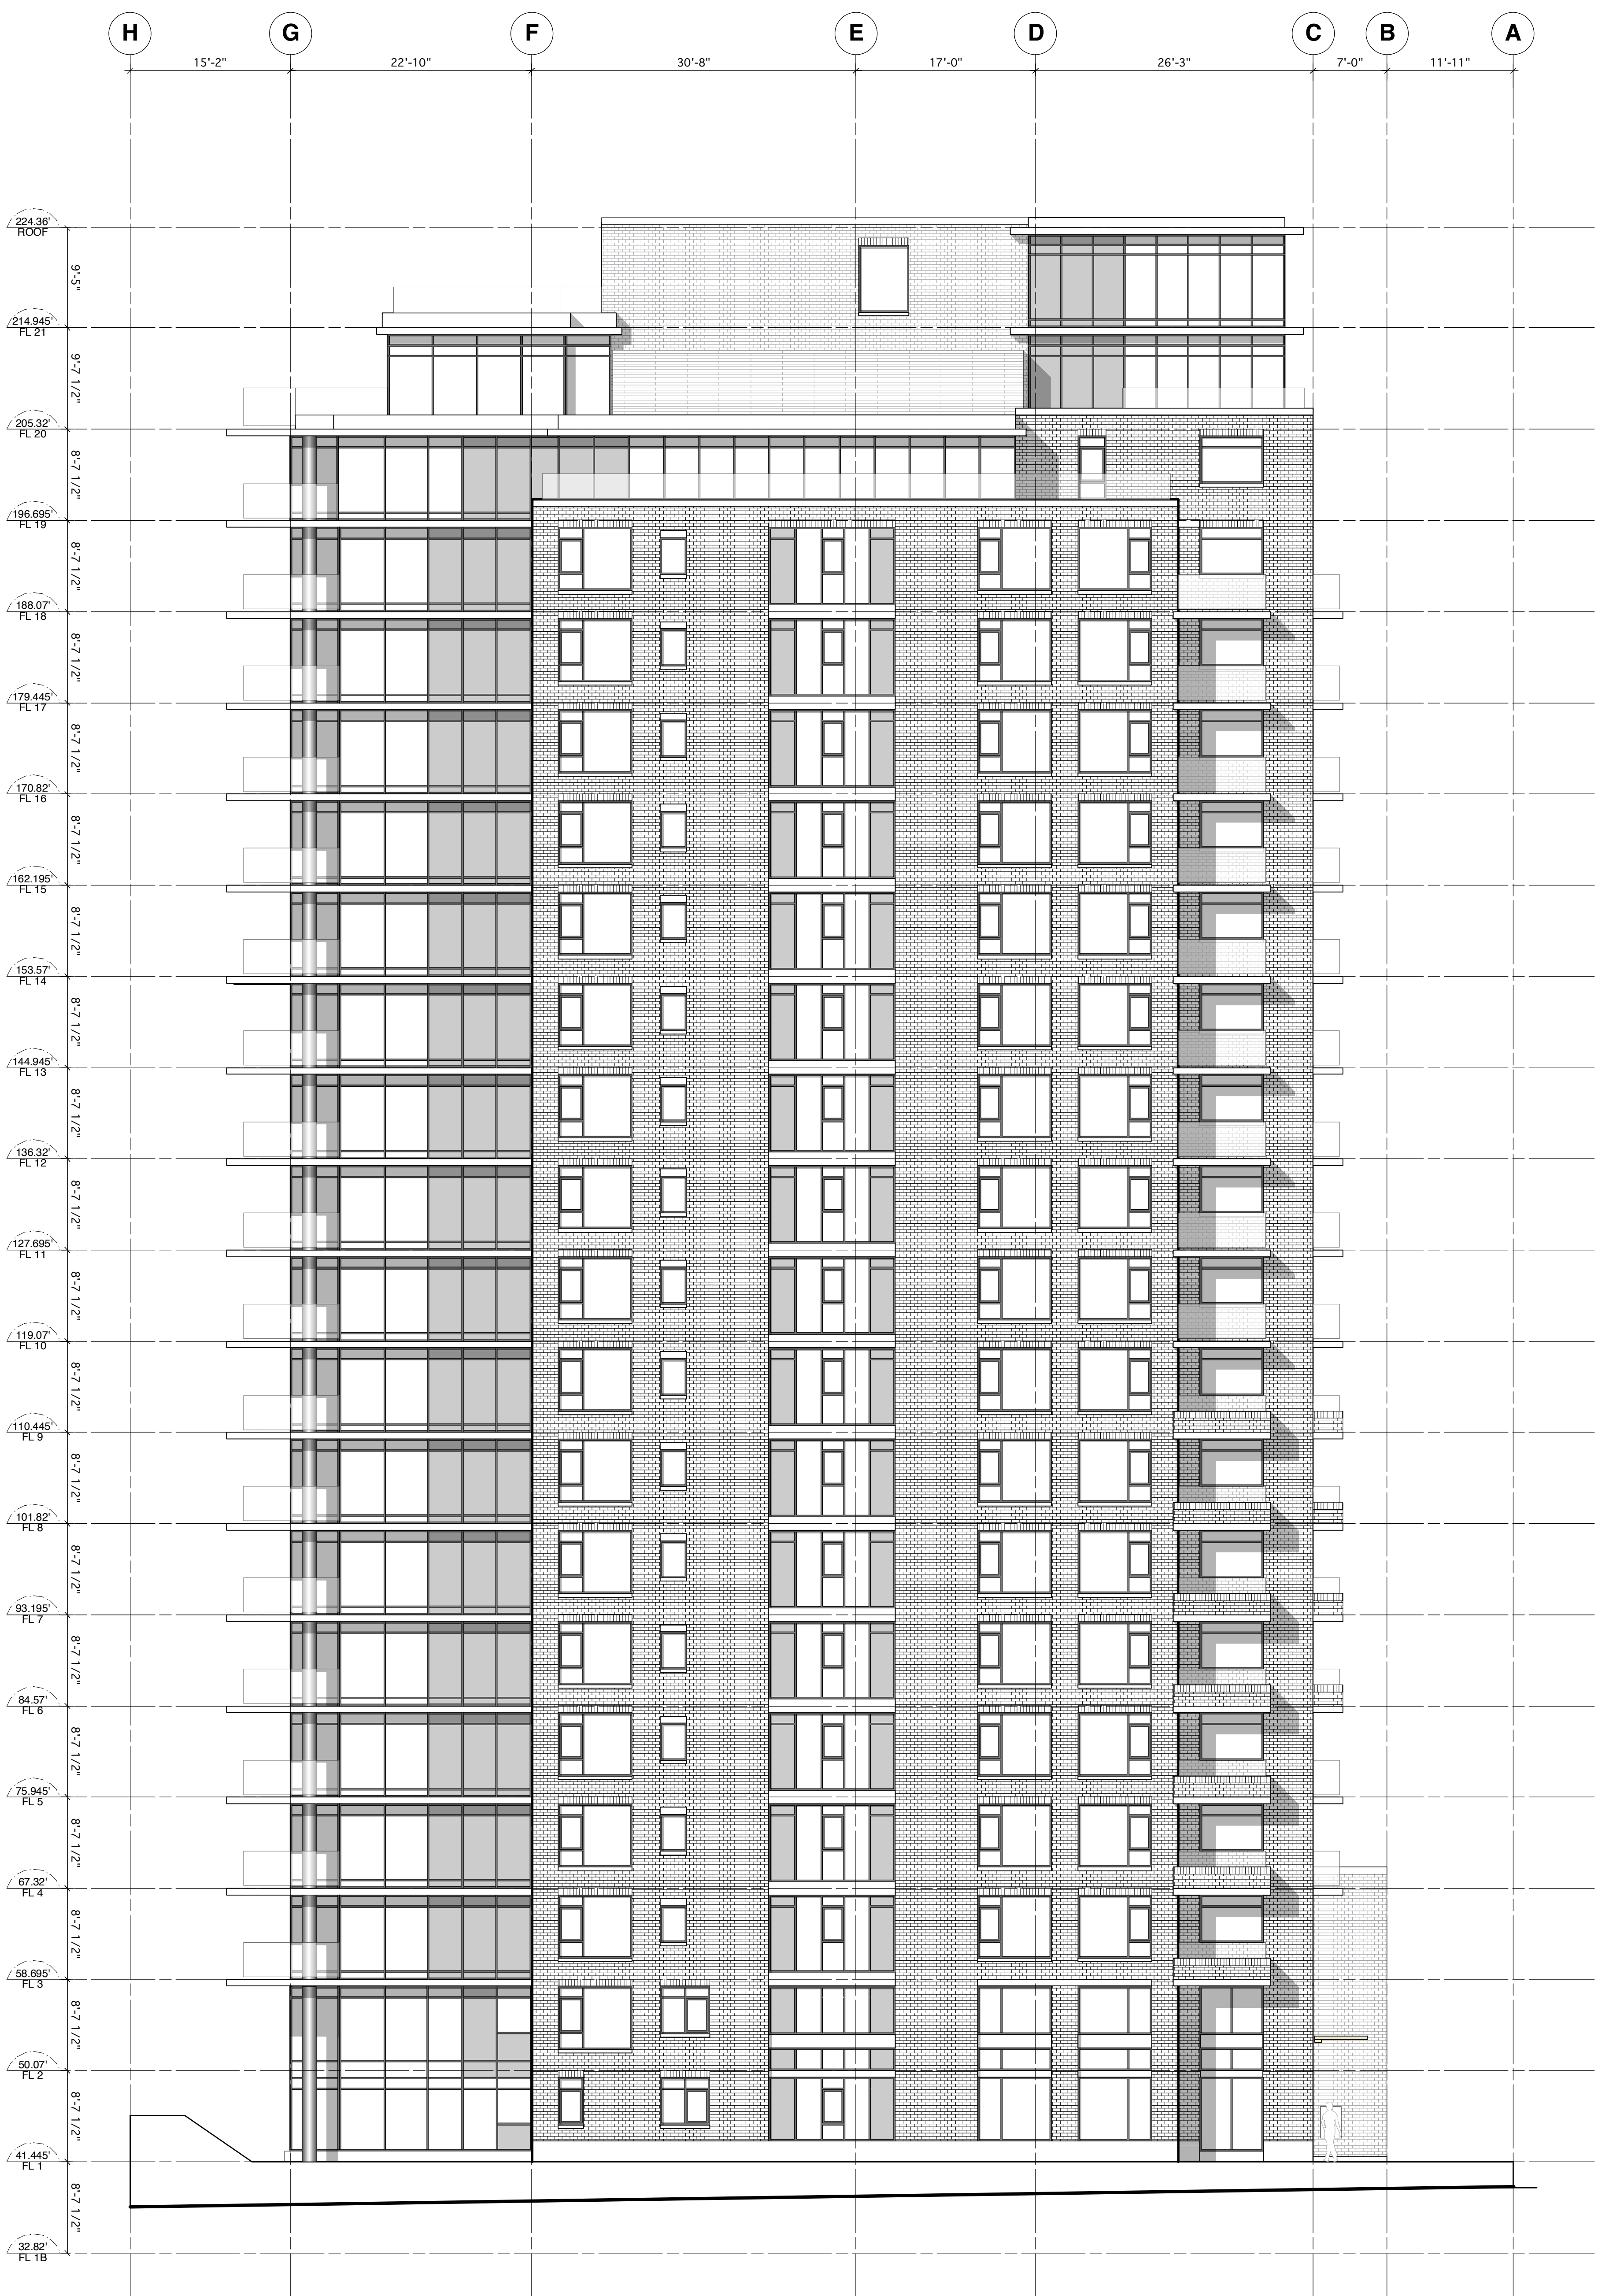 H G F E D C B A
15'-2" 22'-10" 30'-8" 17'-0" 26'-3" 7'-0" 11'-11"
224.36'
ROOF
9'-5"
214.945'
FL 21
9'-7 1/2"
205.32'
FL 20
8'-7 1/2"
196.695'
FL 19
8'-7 1/2"
188.07'
FL 18
8'-7 1/2"
179.445'
FL 17
8'-7 1/2"
170.82'
FL 16
8'-7 1/2"
162.195'
FL 15
8'-7 1/2"
153.57'
FL 14
8'-7 1/2"
144.945'
FL 13
8'-7 1/2"
136.32'
FL 12
8'-7 1/2"
127.695'
FL 11
8'-7 1/2"
119.07'
FL 10
8'-7 1/2"
110.445'
FL 9
8'-7 1/2"
101.82'
FL 8
8'-7 1/2"
93.195'
FL 7
8'-7 1/2"
84.57'
FL 6
8'-7 1/2"
75.945'
FL 5
8'-7 1/2"
67.32'
FL 4
8'-7 1/2"
58.695'
FL 3
8'-7 1/2"
50.07'
FL 2
8'-7 1/2"
41.445'
FL 1
8'-7 1/2"
32.82'
FL 1B